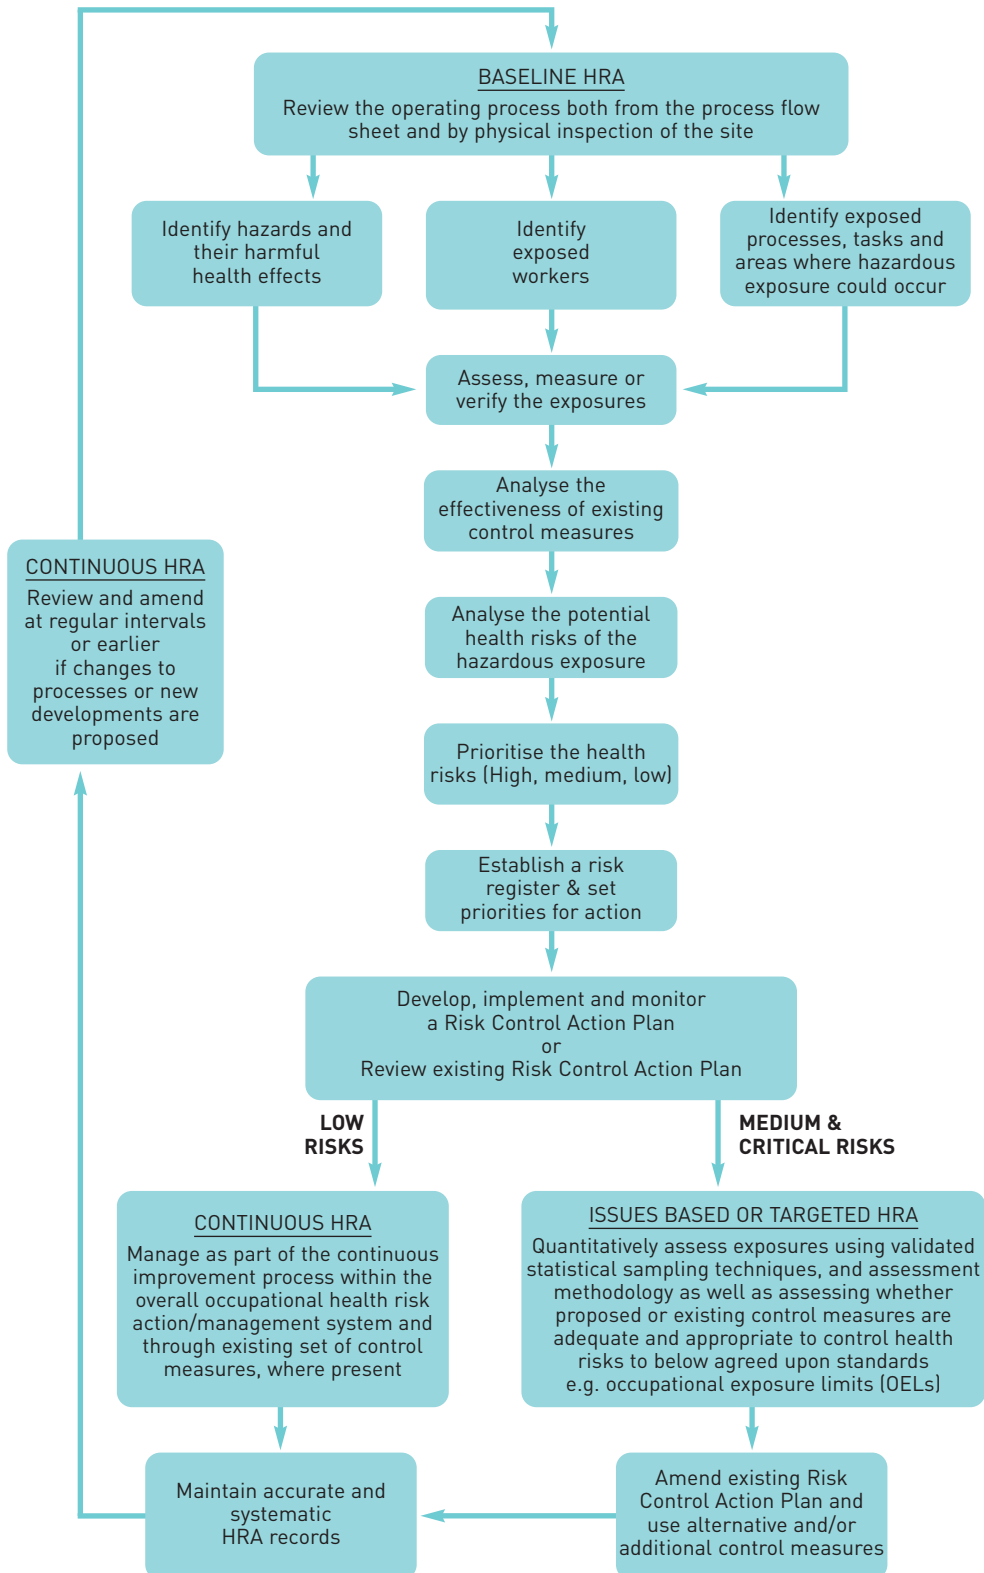 BASELINE HRA
Review the operating process both from the process flow
sheet and by physical inspection of the site
Identify hazards and
their harmful
health effects
Identify
exposed
workers
Identify exposed
processes, tasks and
areas where hazardous
exposure could occur
Assess, measure or
verify the exposures
Analyse the
effectiveness of existing
control measures
CONTINUOUS HRA
Review and amend
at regular intervals
or earlier
if changes to
processes or new
developments are
proposed
Analyse the potential
health risks of the
hazardous exposure
Prioritise the health
risks (High, medium, low)
Establish a risk
register & set
priorities for action
Develop, implement and monitor
a Risk Control Action Plan
or
Review existing Risk Control Action Plan
LOW
RISKS
MEDIUM &
CRITICAL RISKS
CONTINUOUS HRA
Manage as part of the continuous
improvement process within the
overall occupational health risk
action/management system and
through existing set of control
measures, where present
ISSUES BASED OR TARGETED HRA
Quantitatively assess exposures using validated
statistical sampling techniques, and assessment
methodology as well as assessing whether
proposed or existing control measures are
adequate and appropriate to control health
risks to below agreed upon standards
e.g. occupational exposure limits (OELs)
Maintain accurate and
systematic
HRA records
Amend existing Risk
Control Action Plan and
use alternative and/or
additional control measures